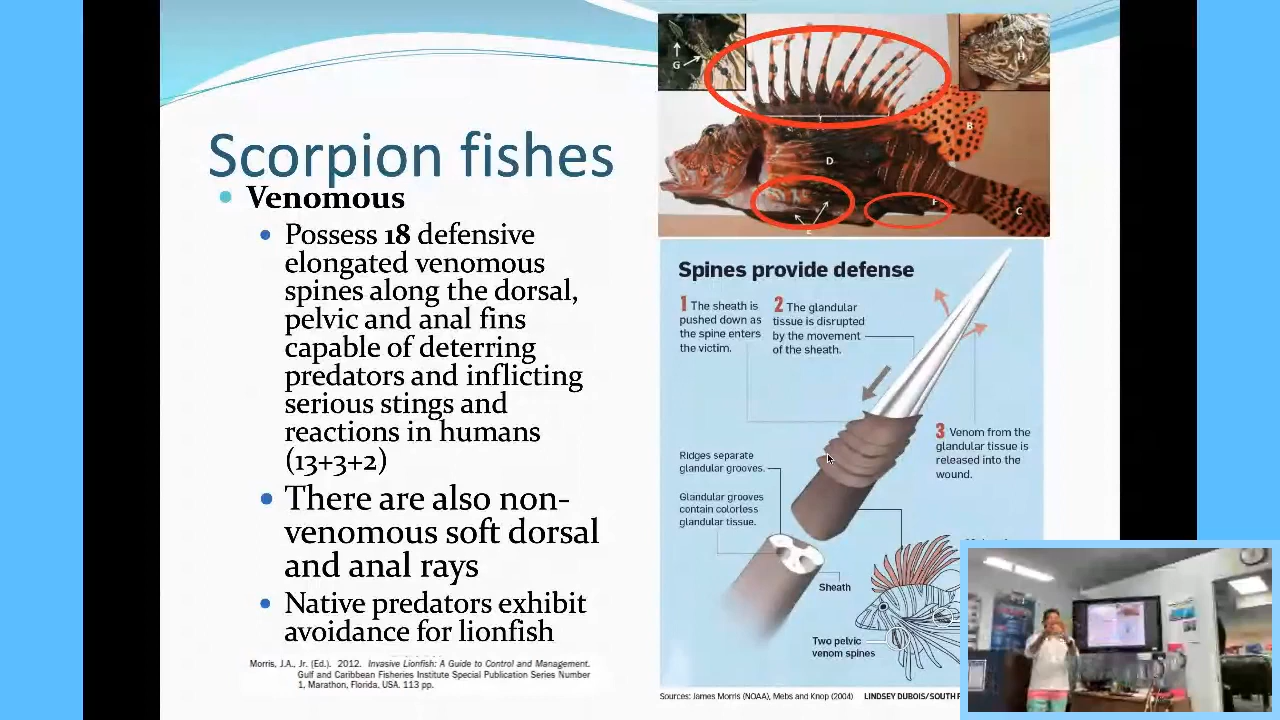 Scorpion fishes
• Venomous
• Possess 18 defensive
elongated venomous
spines along the dorsal,
pelvic and anal fins
capable of deterring
predators and inflicting
serious stings and
reactions in humans
(13+3+2)
• There are also non-
venomous soft dorsal
and anal rays
• Native predators exhibit
avoidance for lionfish
Morris, J.A., Jr. (Ed.). 2012. Invasive Lionfish: A Guide to Control and Management.
Gulf and Caribbean Fisheries Institute Special Publication Series Number
1, Marathon, Florida, USA. 113 pp.
G
H
B
D
C
F
Spines provide defense
1 The sheath is
pushed down as
the spine enters
the victim.
2 The glandular
tissue is disrupted
by the movement
of the sheath.
3 Venom from the
glandular tissue is
released into the
wound.
Ridges separate
glandular grooves.
Glandular grooves
contain colorless
glandular tissue.
Sheath
Two pelvic
venom spines
Sources: James Morris (NOAA), Mebs and Knop (2004) LINDSEY DUBOIS/SOUTH